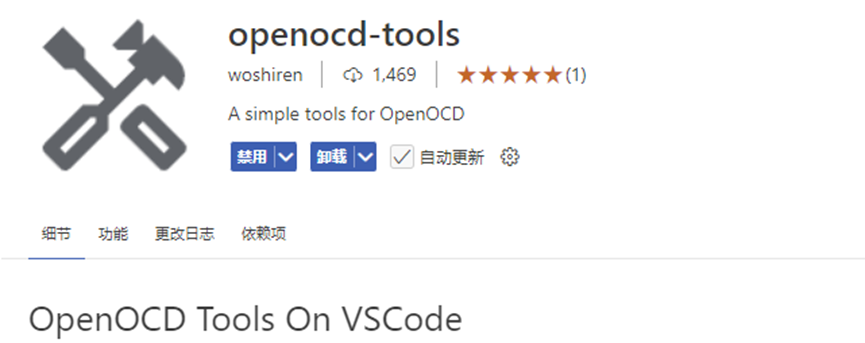 openocd-tools
woshiren 1,469 (1)
A simple tools for OpenOCD
禁用 卸载 自动更新
细节 功能 更改日志 依赖项
OpenOCD Tools On VSCode